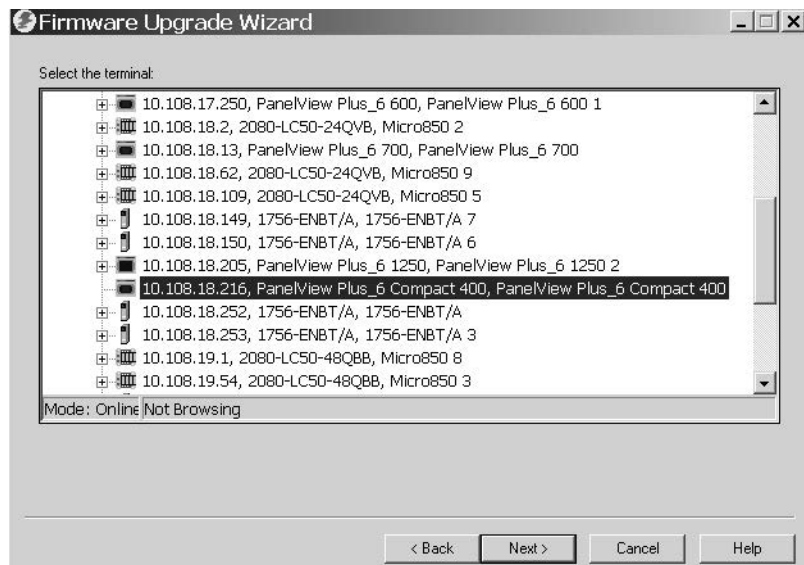 Firmware Upgrade Wizard
Select the terminal:
10.108.17.250, PanelView Plus_6 600, PanelView Plus_6 600 1
10.108.18.2, 2080-LC50-24QVB, Micro850 2
10.108.18.13, PanelView Plus_6 700, PanelView Plus_6 700
10.108.18.62, 2080-LC50-24QVB, Micro850 9
10.108.18.109, 2080-LC50-24QVB, Micro850 5
10.108.18.149, 1756-ENBT/A, 1756-ENBT/A 7
10.108.18.150, 1756-ENBT/A, 1756-ENBT/A 6
10.108.18.205, PanelView Plus_6 1250, PanelView Plus_6 1250 2
10.108.18.216, PanelView Plus_6 Compact 400, PanelView Plus_6 Compact 400
10.108.18.252, 1756-ENBT/A, 1756-ENBT/A
10.108.18.253, 1756-ENBT/A, 1756-ENBT/A 3
10.108.19.1, 2080-LC50-48QBB, Micro850 8
10.108.19.54, 2080-LC50-48QBB, Micro850 3
Mode: Online Not Browsing
< Back Next > Cancel Help